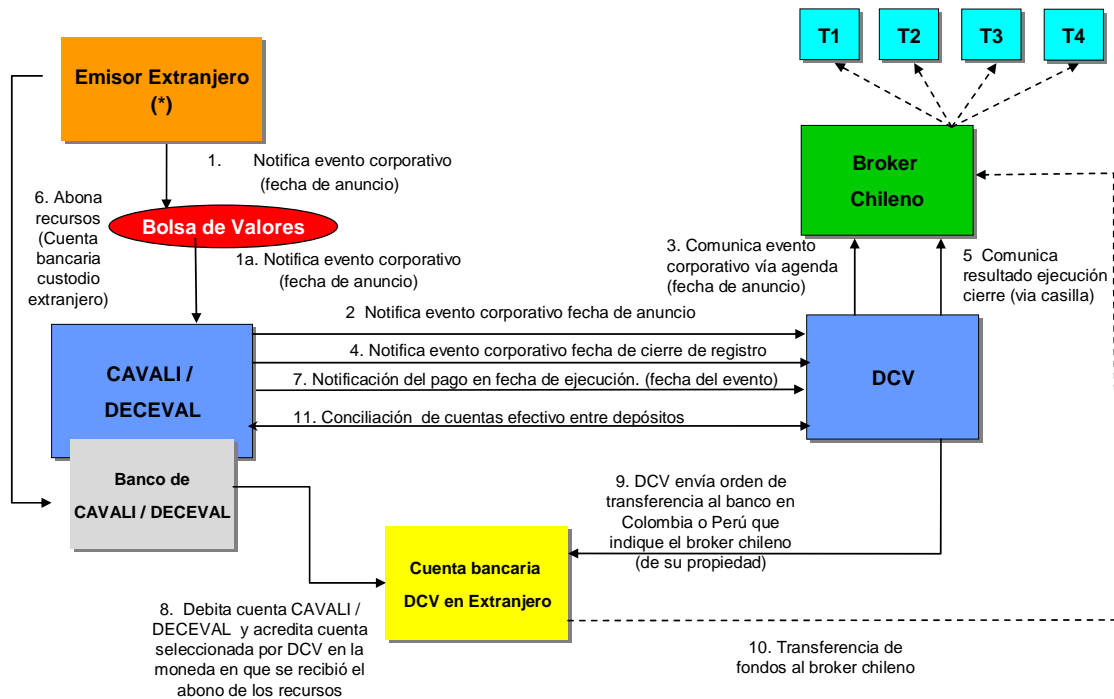 T1
T2
T3
T4
Emisor Extranjero
(*)
1. Notifica evento corporativo
(fecha de anuncio)
Broker
Chileno
6. Abona
recursos
(Cuenta
bancaria
custodio
extranjero)
Bolsa de Valores
1a. Notifica evento corporativo
(fecha de anuncio)
3. Comunica evento
corporativo vía agenda
(fecha de anuncio)
5 Comunica
resultado ejecución
cierre (via casilla)
2 Notifica evento corporativo fecha de anuncio
4. Notifica evento corporativo fecha de cierre de registro
7. Notificación del pago en fecha de ejecución. (fecha del evento)
11. Conciliación de cuentas efectivo entre depósitos
CAVALI /
DECEVAL
DCV
Banco de
CAVALI / DECEVAL
9. DCV envía orden de
transferencia al banco en
Colombia o Perú que
indique el broker chileno
(de su propiedad)
Cuenta bancaria
DCV en Extranjero
8. Debita cuenta CAVALI /
DECEVAL y acredita cuenta
seleccionada por DCV en la
moneda en que se recibió el
abono de los recursos
10. Transferencia de
fondos al broker chileno